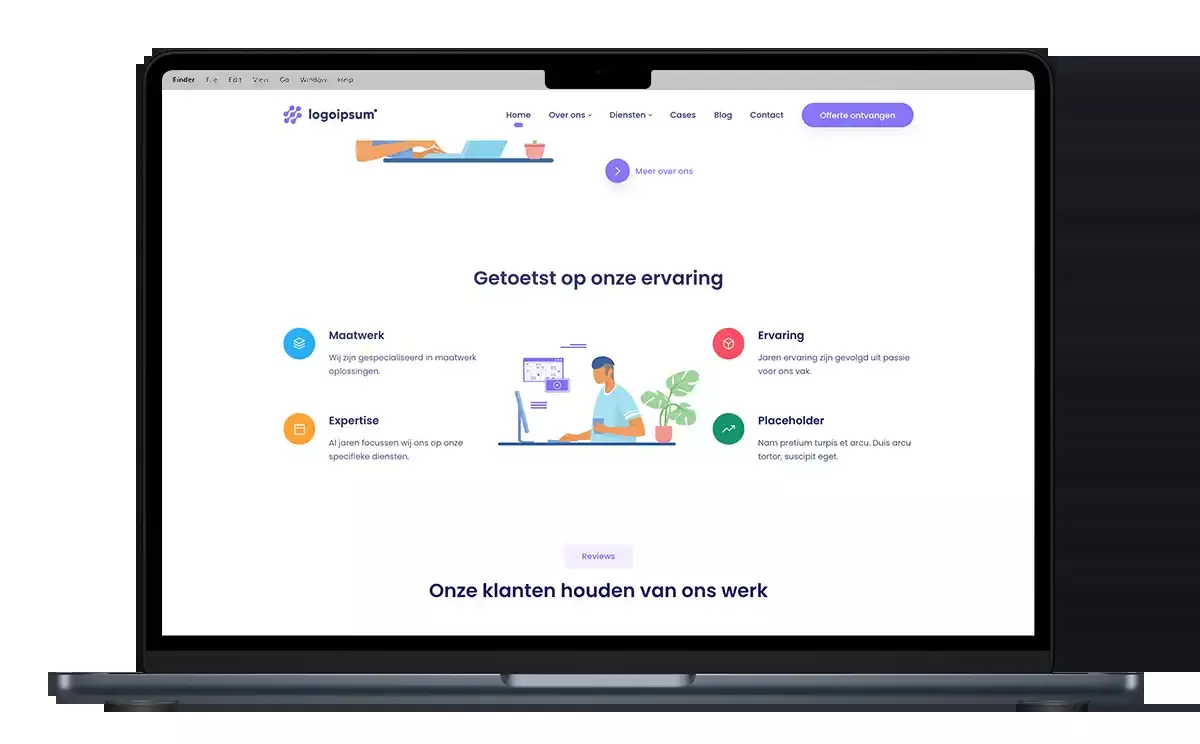 Finder File Edit View Go Window Help
logoipsum
Home Over ons Diensten Cases Blog Contact Offerte ontvangen
Meer over ons
Getoetst op onze ervaring
Maatwerk
Wij zijn gespecialiseerd in maatwerk
oplossingen.
Ervaring
Jaren ervaring zijn gevolgd uit passie
voor ons vak.
Expertise
Al jaren focussen wij ons op onze
specifieke diensten.
Placeholder
Nam pretium turpis et arcu. Duis arcu
tortor, suscipit eget.
Reviews
Onze klanten houden van ons werk